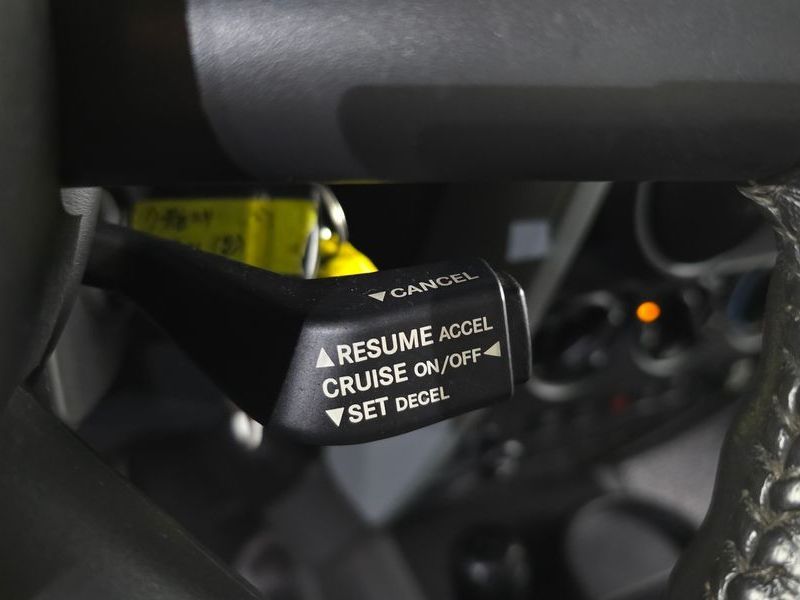 ▼CANCEL
▲RESUME ACCEL
CRUISE ON/OFF◀
▼SET DECEL